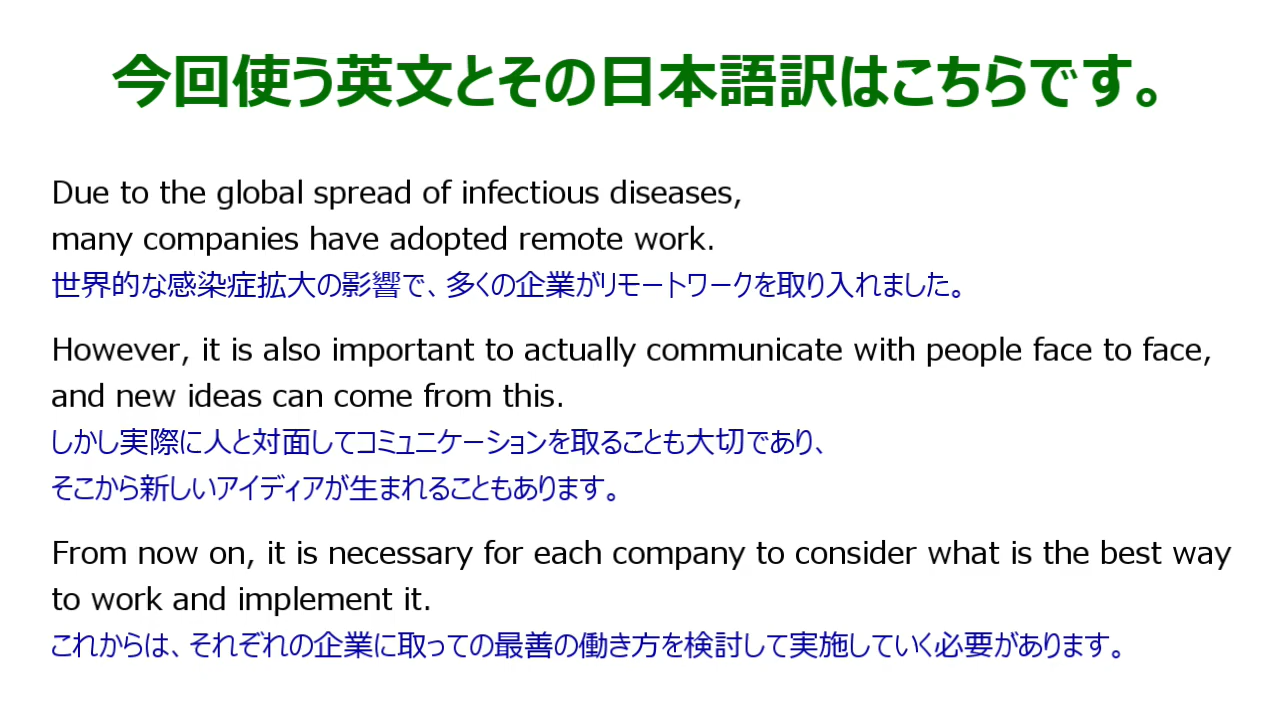 今回使う英文とその日本語訳はこちらです。
Due to the global spread of infectious diseases,
many companies have adopted remote work.
世界的な感染症拡大の影響で、多くの企業がリモートワークを取り入れました。
However, it is also important to actually communicate with people face to face,
and new ideas can come from this.
しかし実際に人と対面してコミュニケーションを取ることも大切であり、
そこから新しいアイディアが生まれることもあります。
From now on, it is necessary for each company to consider what is the best way
to work and implement it.
これからは、それぞれの企業に取っての最善の働き方を検討して実施していく必要があります。